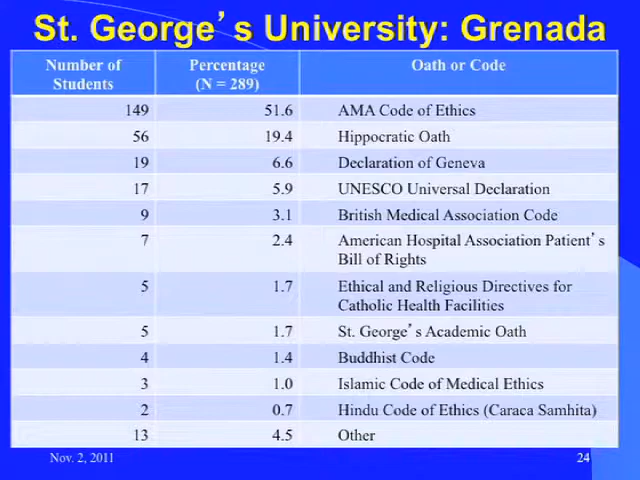 St. George's University: Grenada
Number of Students Percentage (N = 289) Oath or Code
149 51.6 AMA Code of Ethics
56 19.4 Hippocratic Oath
19 6.6 Declaration of Geneva
17 5.9 UNESCO Universal Declaration
9 3.1 British Medical Association Code
7 2.4 American Hospital Association Patient's
Bill of Rights
5 1.7 Ethical and Religious Directives for
Catholic Health Facilities
5 1.7 St. George's Academic Oath
4 1.4 Buddhist Code
3 1.0 Islamic Code of Medical Ethics
2 0.7 Hindu Code of Ethics (Caraca Samhita)
13 4.5 Other
Nov. 2, 2011 24